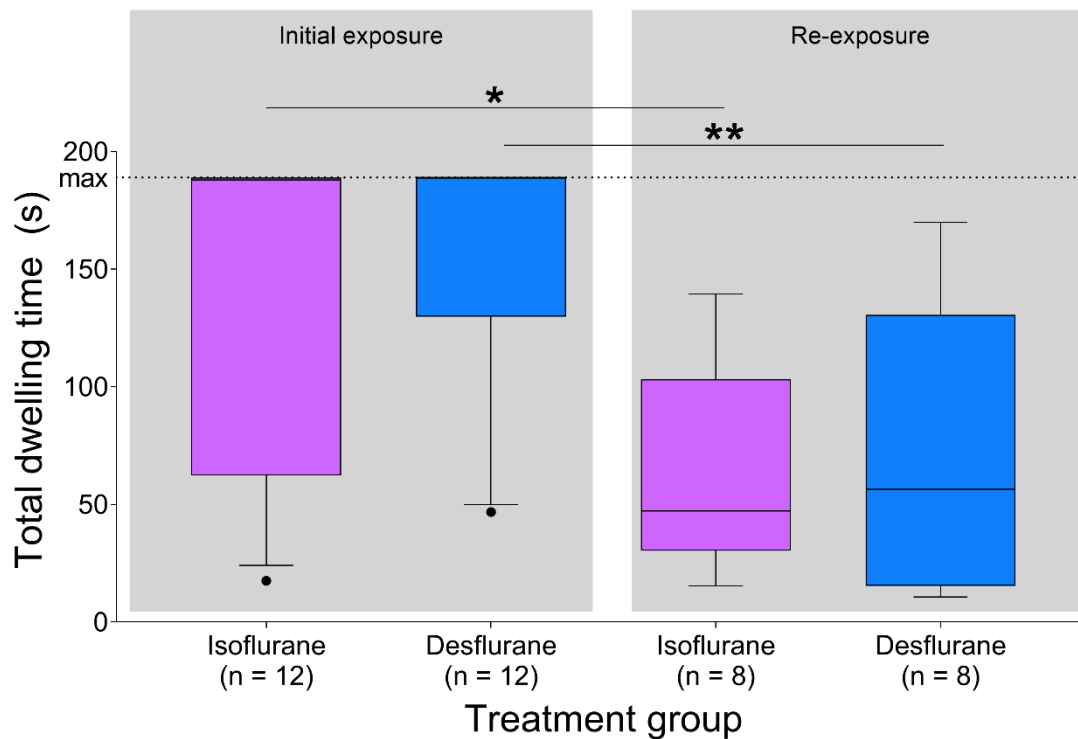 Initial exposure
Re-exposure
*
**
200
max
150
100
50
0
Total dwelling time (s)
Isoflurane
(n = 12)
Desflurane
(n = 12)
Isoflurane
(n = 8)
Desflurane
(n = 8)
Treatment group